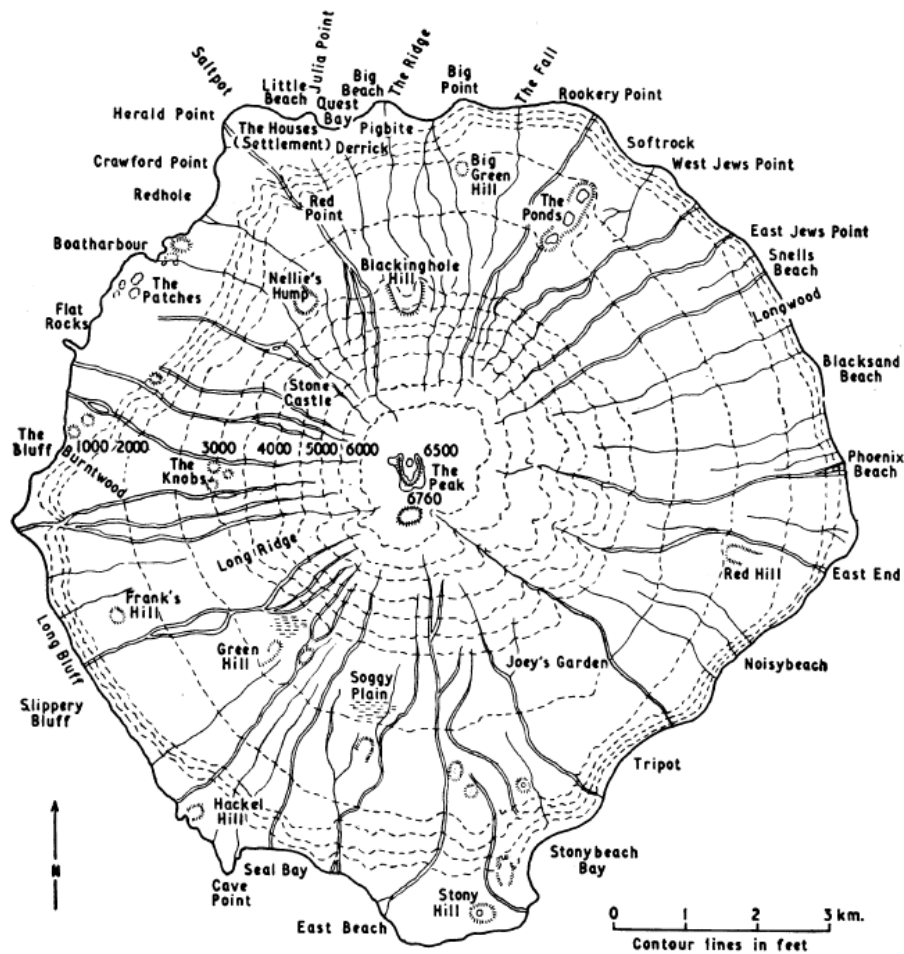 Saltpot
Julia Point
Little
Beach
Quest
Bay
Big
Beach
The Ridge
Big
Point
The Fall
Rookery Point
Herald Point
The Houses
(Settlement)
Pigbite
Derrick
Softrock
Crawford Point
Big
Green
Hill
West Jews Point
Redhole
Red
Point
The
Ponds
East Jews Point
Boatharbour
Snells
Beach
The
Patches
Nellie's
Hump
Blackinghole
Hill
Longwood
Flat
Rocks
Blacksand
Beach
Stone
Castle
The
Bluff
1000 2000
3000
4000
5000
6000
6500
Burntwood
The
Knobs
The
Peak
6760
Phoenix
Beach
Long Ridge
Red Hill
East End
Frank's
Hill
Long Bluff
Green
Hill
Joey's Garden
Noisybeach
Soggy
Plain
Slippery
Bluff
Tripot
Hackel
Hill
N
Seal Bay
Cave
Point
Stonybeach
Bay
Stony
Hill
East Beach
0 1 2 3 km.
Contour lines in feet